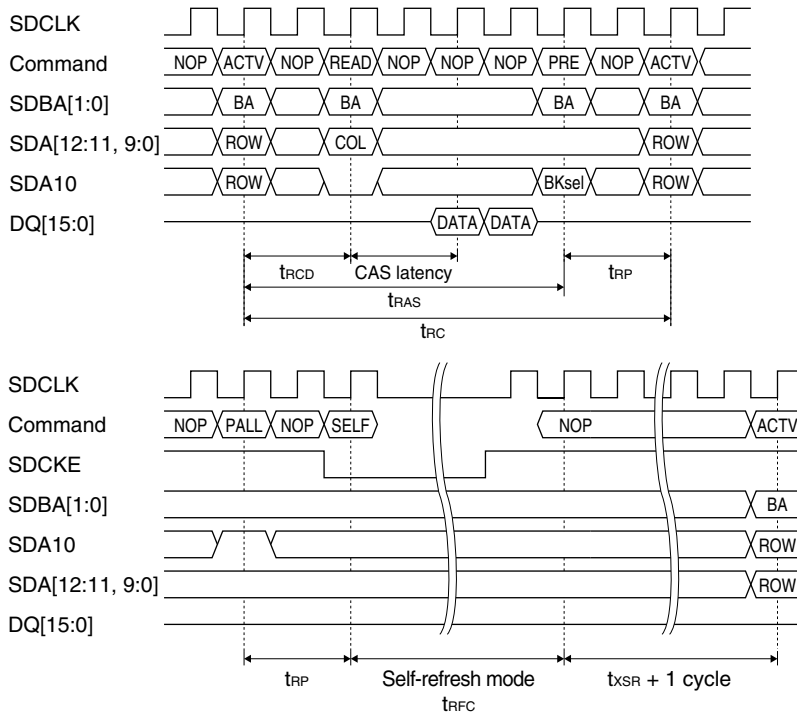 SDCLK
Command NOP ACTV NOP READ NOP NOP NOP PRE NOP ACTV
SDBA[1:0] BA BA BA BA
SDA[12:11, 9:0] ROW COL ROW
SDA10 ROW BKsel ROW
DQ[15:0] DATA DATA
tRCD CAS latency tRP
tRAS
tRC
SDCLK
Command NOP PALL NOP SELF NOP ACTV
SDCKE
SDBA[1:0] BA
SDA10 ROW
SDA[12:11, 9:0] ROW
DQ[15:0]
tRP Self-refresh mode tXSR + 1 cycle
tRFC